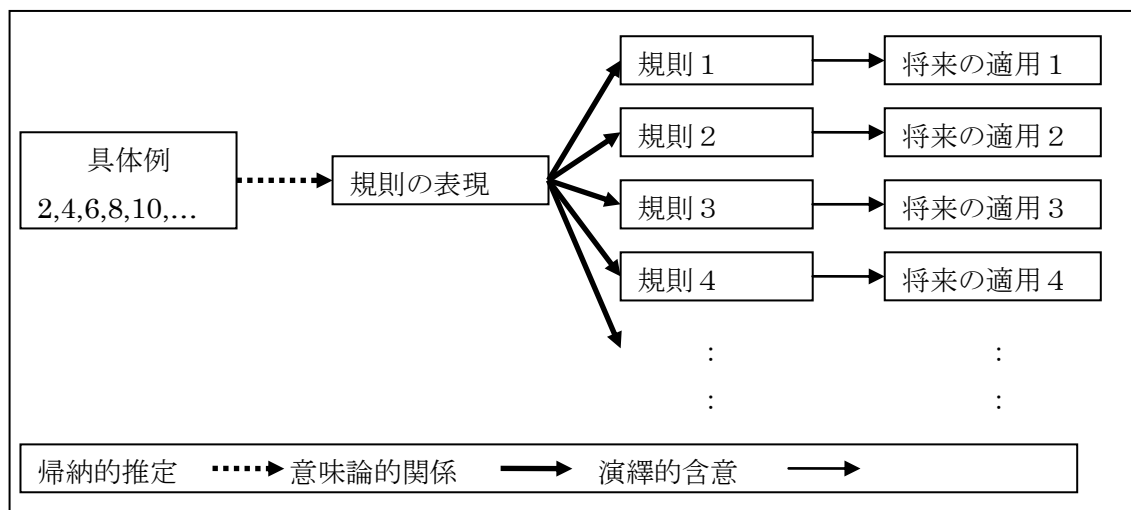 規則１
将来の適用１
規則２
将来の適用２
具体例
2,4,6,8,10,…
規則の表現
規則３
将来の適用３
規則４
将来の適用４
：
：
：
：
帰納的推定 意味論的関係 演繹的含意